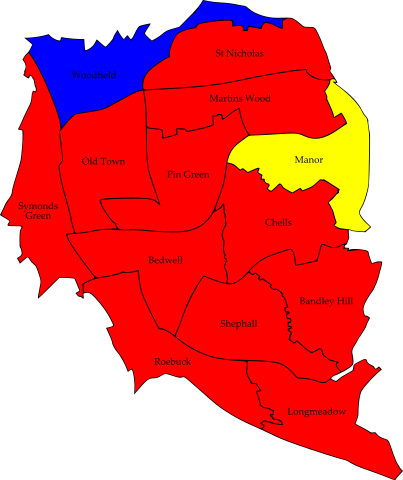 St Nicholas
Woodfield
Martins Wood
Old Town
Manor
Pin Green
Symonds
Green
Chells
Bedwell
Bandley Hill
Shephall
Roebuck
Longmeadow